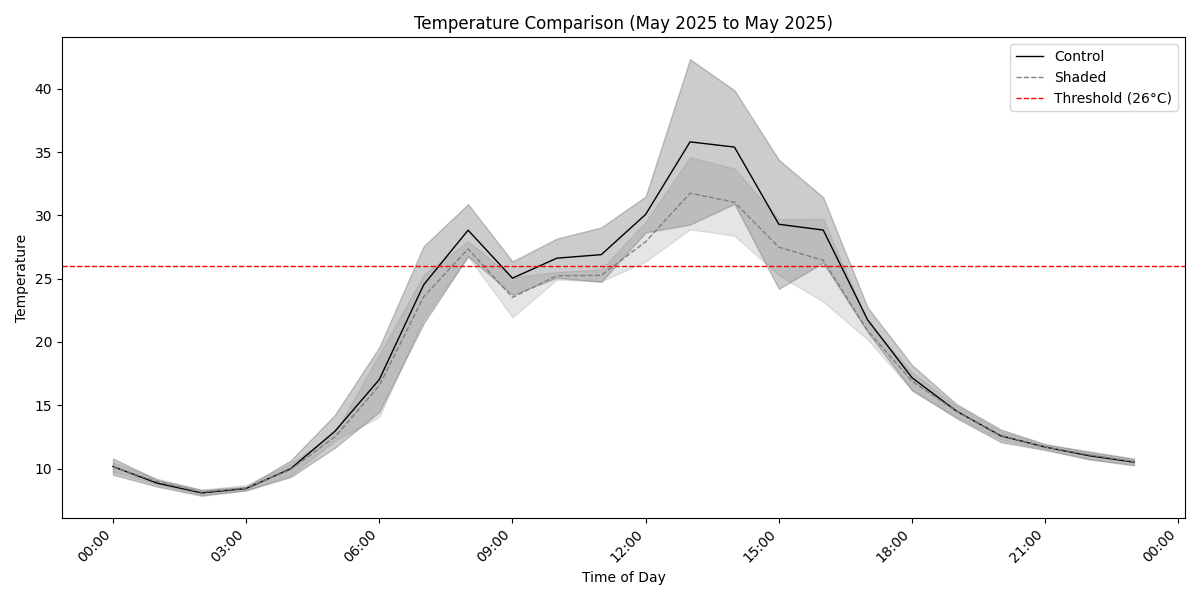 Temperature Comparison (May 2025 to May 2025)
Control
Shaded
Threshold (26°C)
Temperature
40
35
30
25
20
15
10
00:00
03:00
06:00
09:00
12:00
15:00
18:00
21:00
00:00
Time of Day